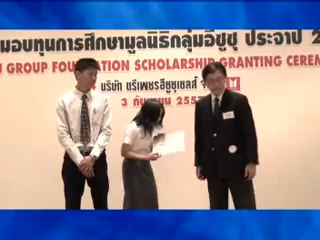 มอบทุนการศึกษามูลนิธิกลุ่มอีซูซุ ประจำปี 2
GROUP FOUNDATION SCHOLARSHIP GRANTING CEREM
บริษัท ตรีเพชรอีซูซุเซลส์
3 กันยายน 255